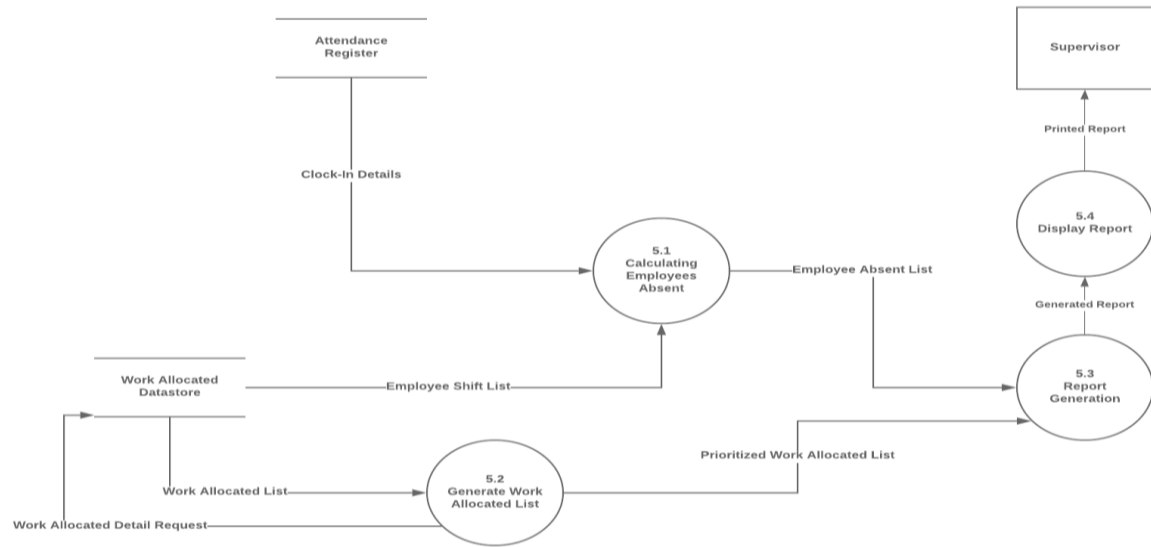 Attendance
Register
Supervisor
Printed Report
Clock-In Details
5.4
Display Report
5.1
Calculating
Employees
Absent
Employee Absent List
Generated Report
Work Allocated
Datastore
Employee Shift List
5.3
Report
Generation
Prioritized Work Allocated List
5.2
Generate Work
Allocated List
Work Allocated List
Work Allocated Detail Request